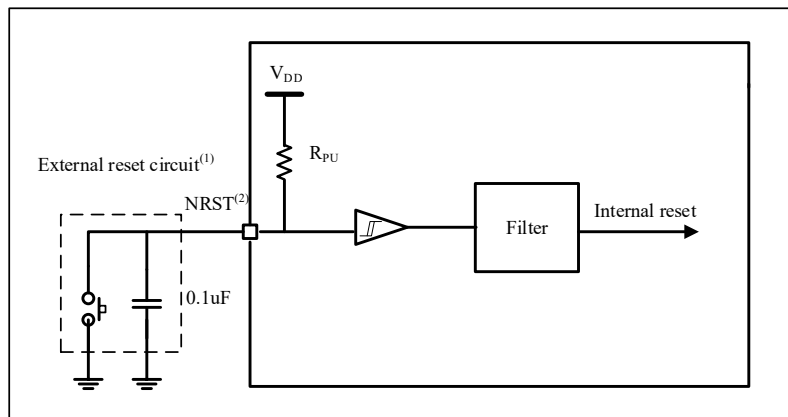 V_DD
R_PU
External reset circuit(1)
NRST(2)
Filter
Internal reset
0.1uF